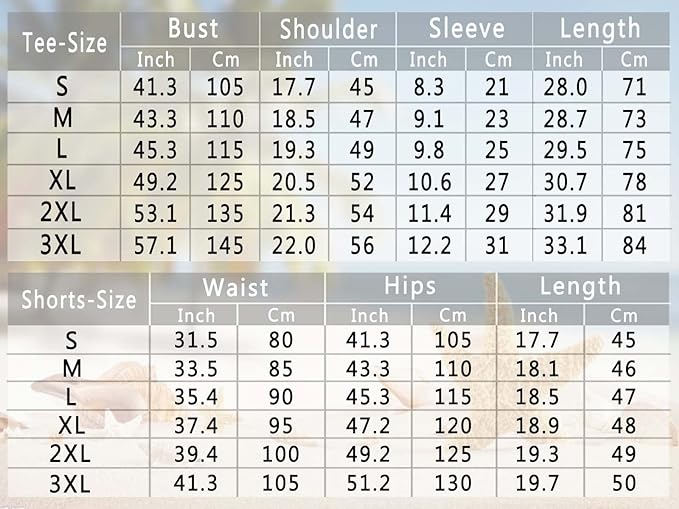 Tee-Size Bust Shoulder Sleeve Length
Inch Cm Inch Cm Inch Cm Inch Cm
S 41.3 105 17.7 45 8.3 21 28.0 71
M 43.3 110 18.5 47 9.1 23 28.7 73
L 45.3 115 19.3 49 9.8 25 29.5 75
XL 49.2 125 20.5 52 10.6 27 30.7 78
2XL 53.1 135 21.3 54 11.4 29 31.9 81
3XL 57.1 145 22.0 56 12.2 31 33.1 84
Shorts-Size Waist Hips Length
Inch Cm Inch Cm Inch Cm
S 31.5 80 41.3 105 17.7 45
M 33.5 85 43.3 110 18.1 46
L 35.4 90 45.3 115 18.5 47
XL 37.4 95 47.2 120 18.9 48
2XL 39.4 100 49.2 125 19.3 49
3XL 41.3 105 51.2 130 19.7 50